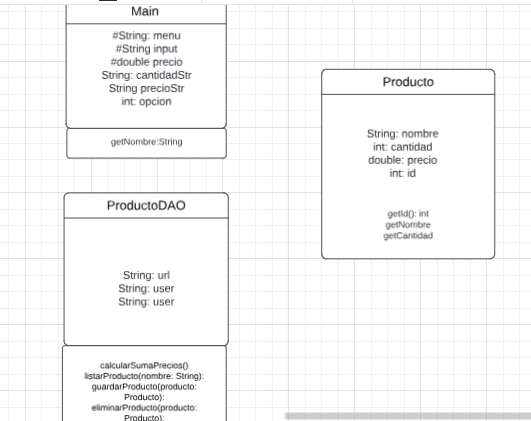 Main
#String: menu
#String input
#double precio
String: cantidadStr
String precioStr
int: opcion
getNombre:String
Producto
String: nombre
int: cantidad
double: precio
int: id
getId(): int
getNombre
getCantidad
ProductoDAO
String: url
String: user
String: user
calcularSumaPrecios()
listarProducto(nombre: String):
guardarProducto(producto:
Producto):
eliminarProducto(producto:
Producto):